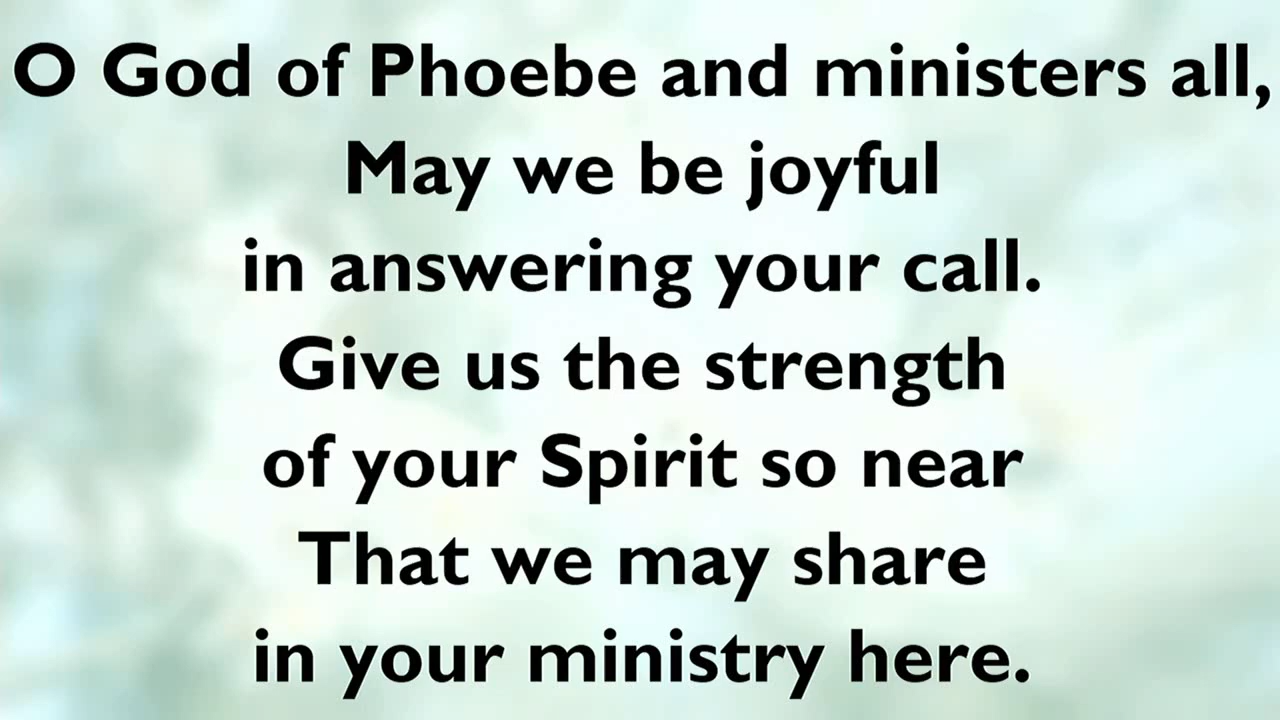 O God of Phoebe and ministers all,
May we be joyful
in answering your call.
Give us the strength
of your Spirit so near
That we may share
in your ministry here.